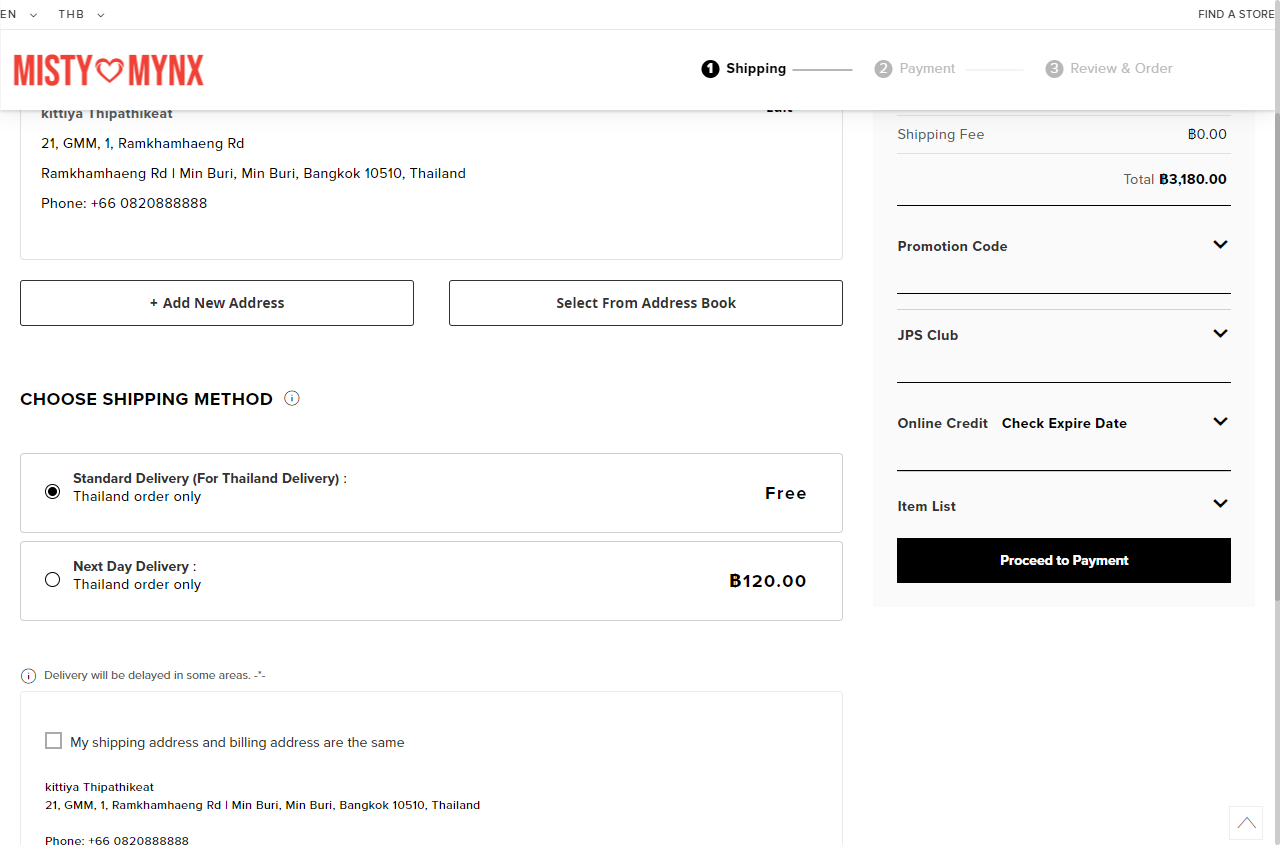 EN THB FIND A STORE
MISTY MYNX
1 Shipping 2 Payment 3 Review & Order
kittiya Thipathikeat Edit
21, GMM, 1, Ramkhamhaeng Rd
Ramkhamhaeng Rd | Min Buri, Min Buri, Bangkok 10510, Thailand
Phone: +66 0820888888
+ Add New Address
Select From Address Book
CHOOSE SHIPPING METHOD
Standard Delivery (For Thailand Delivery) :
Thailand order only
Free
Next Day Delivery :
Thailand order only
฿120.00
Delivery will be delayed in some areas. -*-
My shipping address and billing address are the same
kittiya Thipathikeat
21, GMM, 1, Ramkhamhaeng Rd | Min Buri, Min Buri, Bangkok 10510, Thailand
Phone: +66 0820888888
Shipping Fee ฿0.00
Total ฿3,180.00
Promotion Code
JPS Club
Online Credit Check Expire Date
Item List
Proceed to Payment